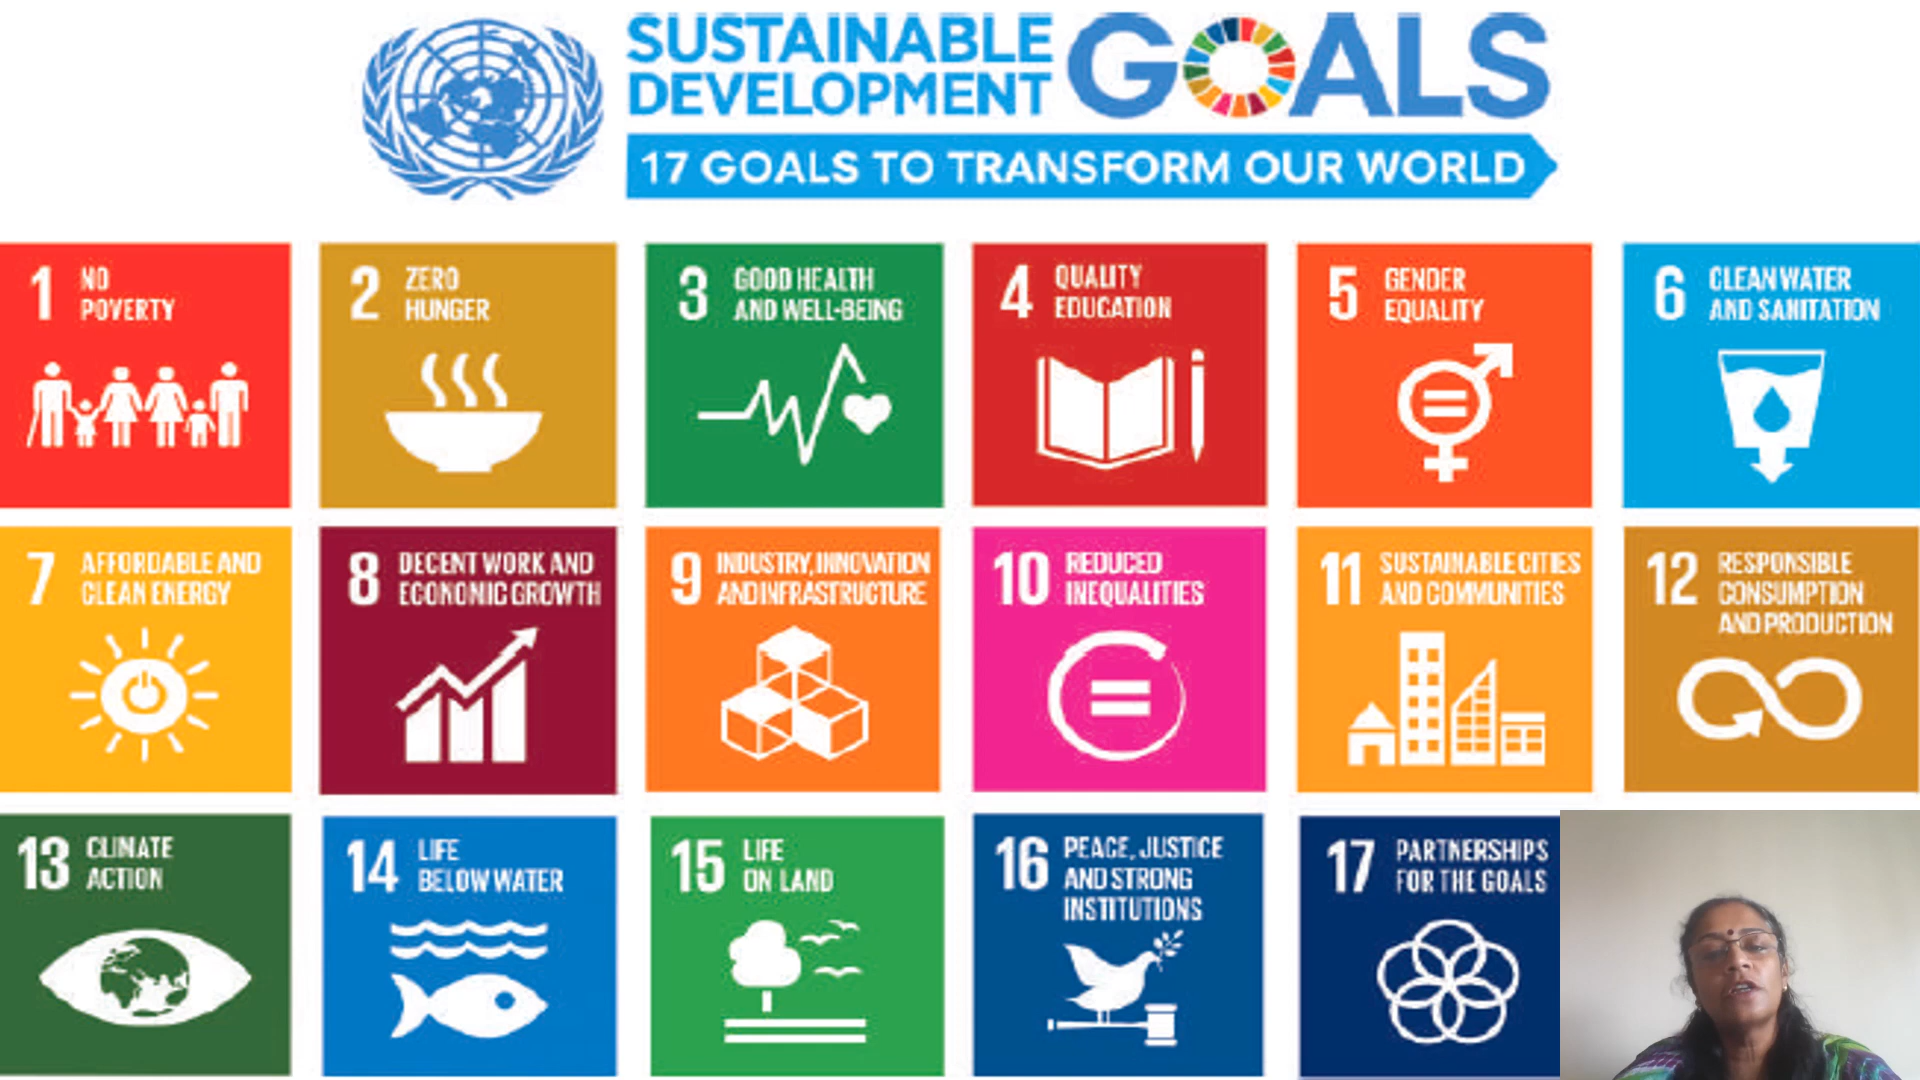 SUSTAINABLE
DEVELOPMENT
GOALS
17 GOALS TO TRANSFORM OUR WORLD
1 NO
POVERTY
2 ZERO
HUNGER
3 GOOD HEALTH
AND WELL-BEING
4 QUALITY
EDUCATION
5 GENDER
EQUALITY
6 CLEAN WATER
AND SANITATION
7 AFFORDABLE AND
CLEAN ENERGY
8 DECENT WORK AND
ECONOMIC GROWTH
9 INDUSTRY, INNOVATION
AND INFRASTRUCTURE
10 REDUCED
INEQUALITIES
11 SUSTAINABLE CITIES
AND COMMUNITIES
12 RESPONSIBLE
CONSUMPTION
AND PRODUCTION
13 CLIMATE
ACTION
14 LIFE
BELOW WATER
15 LIFE
ON LAND
16 PEACE, JUSTICE
AND STRONG
INSTITUTIONS
17 PARTNERSHIPS
FOR THE GOALS